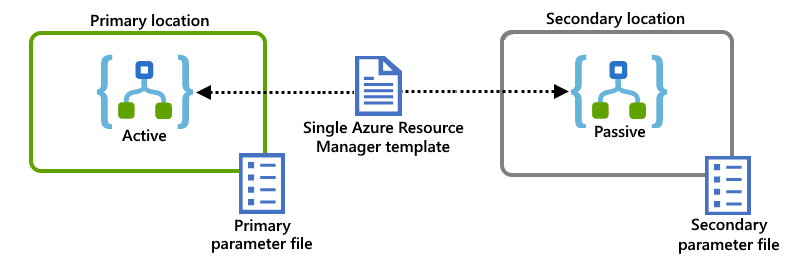 Primary location
Secondary location
Active
Single Azure Resource
Manager template
Passive
Primary
parameter file
Secondary
parameter file